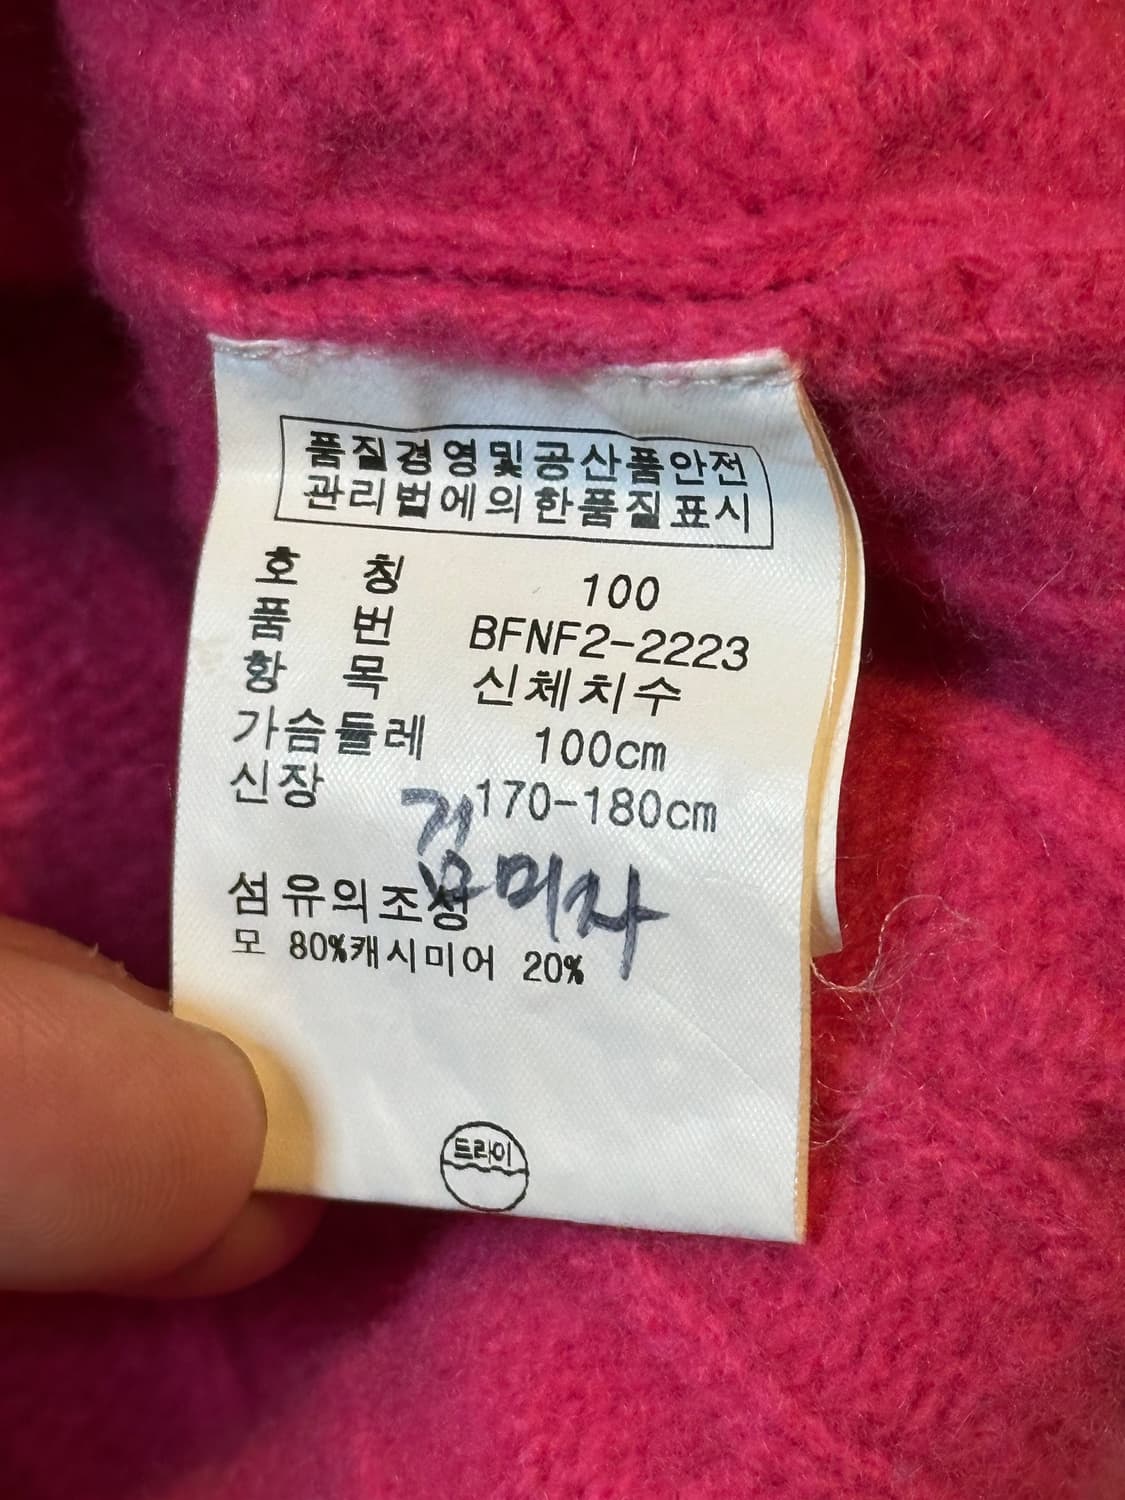 품질경영및공산품안전
관리법에의한품질표시
호 칭 100
품 번 BFNF2-2223
항 목 신체치수
가슴둘레 100cm
신장 170-180cm
김미자
섬유의조성
모 80%캐시미어 20%
드라이